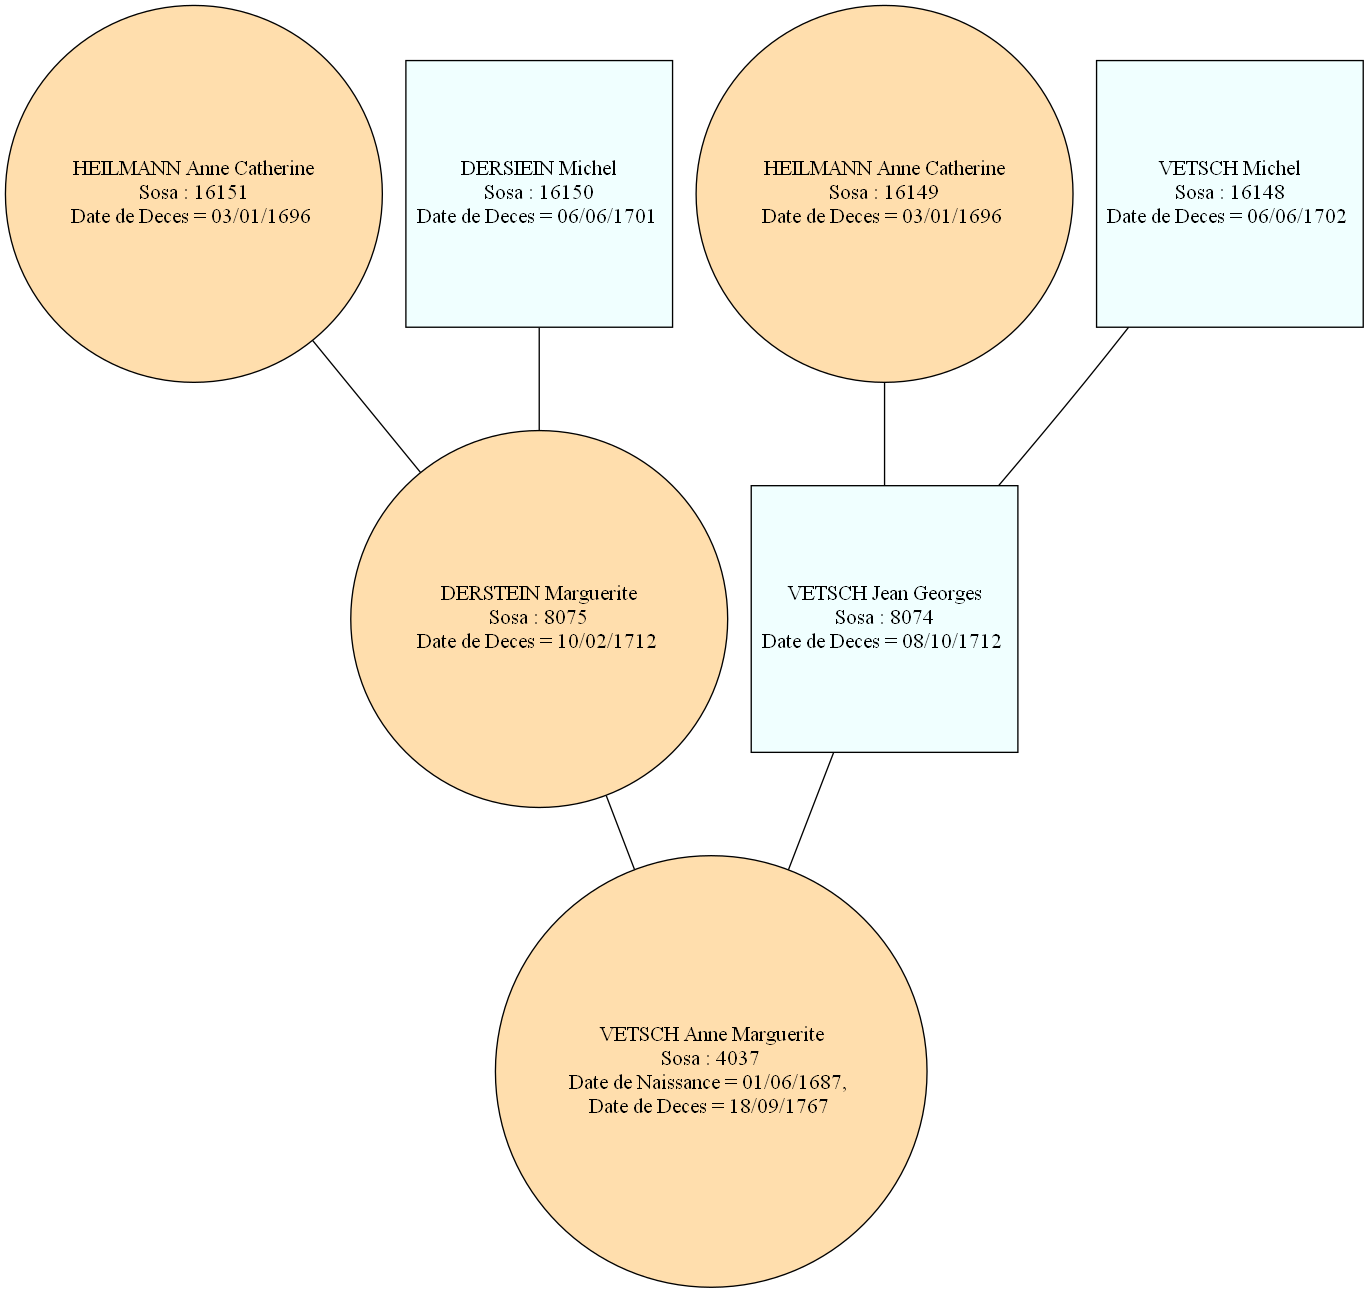 HEILMANN Anne Catherine
Sosa : 16151
Date de Deces = 03/01/1696
DERSIEIN Michel
Sosa : 16150
Date de Deces = 06/06/1701
HEILMANN Anne Catherine
Sosa : 16149
Date de Deces = 03/01/1696
VETSCH Michel
Sosa : 16148
Date de Deces = 06/06/1702
DERSTEIN Marguerite
Sosa : 8075
Date de Deces = 10/02/1712
VETSCH Jean Georges
Sosa : 8074
Date de Deces = 08/10/1712
VETSCH Anne Marguerite
Sosa : 4037
Date de Naissance = 01/06/1687,
Date de Deces = 18/09/1767